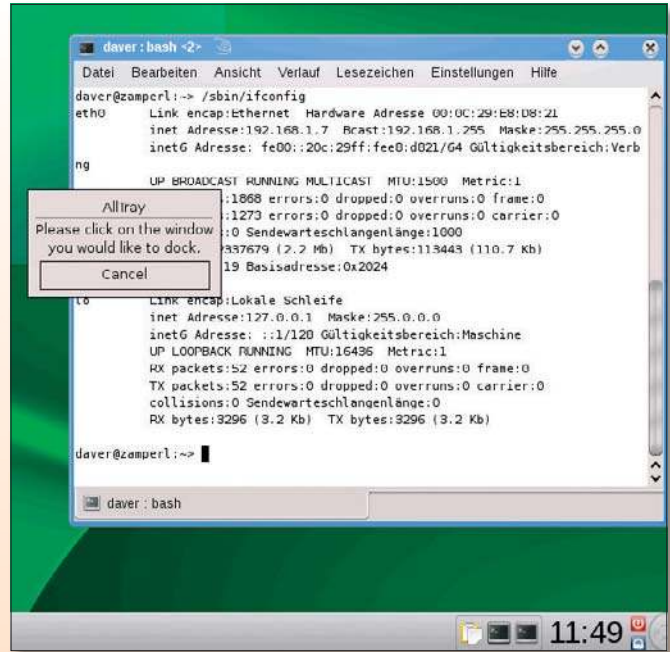 daver : bash <2>
Datei Bearbeiten Ansicht Verlauf Lesezeichen Einstellungen Hilfe
daver@zamperl:~> /sbin/ifconfig
eth0 Link encap:Ethernet Hardware Adresse 00:0C:29:E8:D8:21
inet Adresse:192.168.1.7 Bcast:192.168.1.255 Maske:255.255.255.0
inet6 Adresse: fe80::20c:29ff:fee8:d821/64 Gültigkeitsbereich:Verb
ng
UP BROADCAST RUNNING MULTICAST MTU:1500 Metric:1
:1868 errors:0 dropped:0 overruns:0 frame:0
:1273 errors:0 dropped:0 overruns:0 carrier:0
:0 Sendewarteschlangenlänge:1000
337679 (2.2 Mb) TX bytes:113443 (110.7 Kb)
19 Basisadresse:0x2024
AllTray
Please click on the window
you would like to dock.
Cancel
lo Link encap:Lokale Schleife
inet Adresse:127.0.0.1 Maske:255.0.0.0
inet6 Adresse: ::1/128 Gültigkeitsbereich:Maschine
UP LOOPBACK RUNNING MTU:16436 Metric:1
RX packets:52 errors:0 dropped:0 overruns:0 frame:0
TX packets:52 errors:0 dropped:0 overruns:0 carrier:0
collisions:0 Sendewarteschlangenlänge:0
RX bytes:3296 (3.2 Kb) TX bytes:3296 (3.2 Kb)
daver@zamperl:~>
daver : bash
11:49